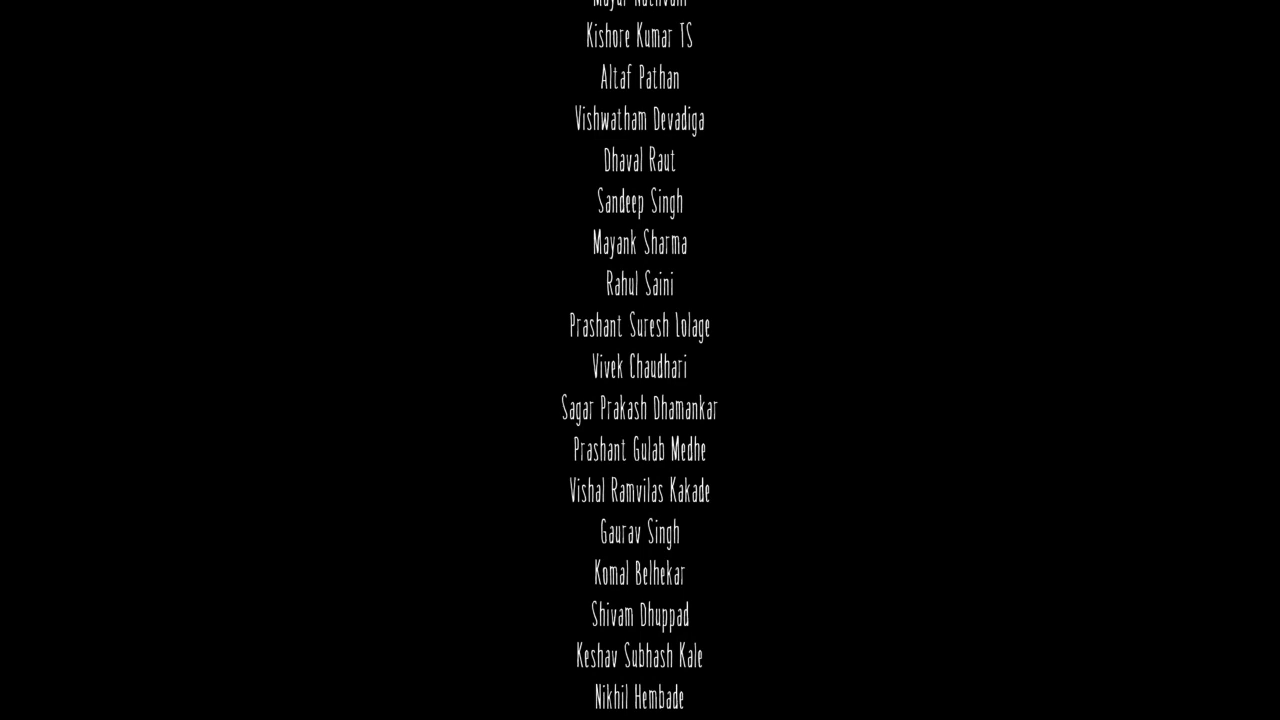 Kishore Kumar TS
Altaf Pathan
Vishwatham Devadiga
Dhaval Raut
Sandeep Singh
Mayank Sharma
Rahul Saini
Prashant Suresh Lolage
Vivek Chaudhari
Sagar Prakash Dhamankar
Prashant Gulab Medhe
Vishal Ramvilas Kakade
Gaurav Singh
Komal Belhekar
Shivam Dhuppad
Keshav Subhash Kale
Nikhil Hembade